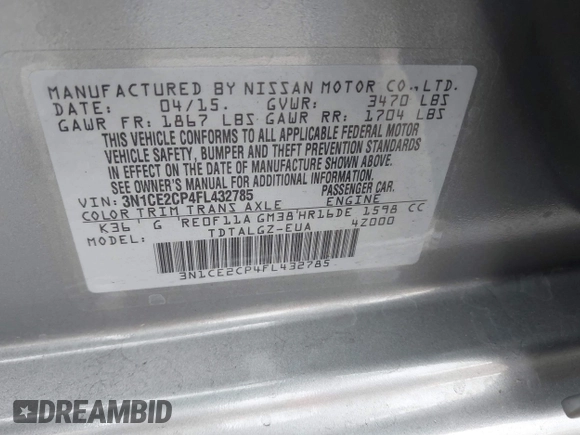 MANUFACTURED BY NISSAN MOTOR CO.,LTD.
DATE: 04/15. GVWR: 3470 LBS
GAWR FR: 1867 LBS GAWR RR: 1704 LBS
THIS VEHICLE CONFORMS TO ALL APPLICABLE FEDERAL MOTOR
VEHICLE SAFETY, BUMPER AND THEFT PREVENTION STANDARDS
IN EFFECT ON THE DATE OF MANUFACTURE SHOWN ABOVE.
SEE OWNER'S MANUAL FOR ADDITIONAL INFORMATION.
VIN: 3N1CE2CP4FL432785 PASSENGER CAR.
COLOR TRIM TRANS AXLE ENGINE
K36 G RE0F11A GM38 HR16DE 1598 CC
MODEL: TDTALGZ-EUA 4Z000
3N1CE2CP4FL432785
DREAMBID